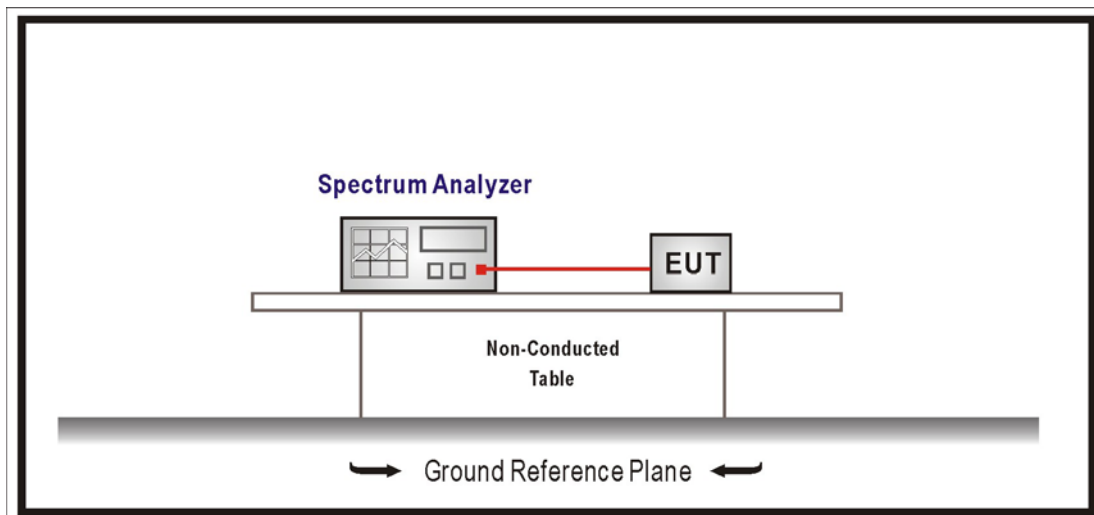 Spectrum Analyzer
EUT
Non-Conducted
Table
Ground Reference Plane